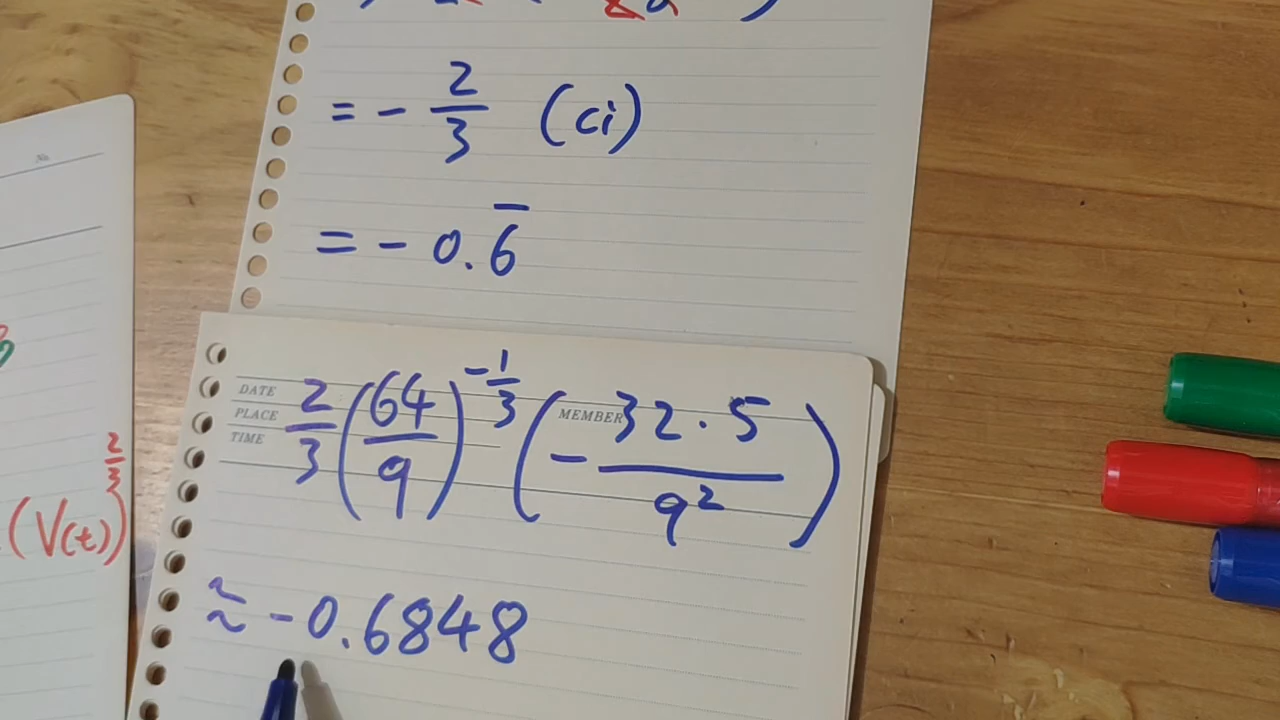 = - 2/3 (ci)
= - 0.6̅
DATE
PLACE
TIME
MEMBER
2/3 (64/9)^(-1/3) (- 32·5/9²)
≈ -0.6848
No.
(V(t))^(2/3)